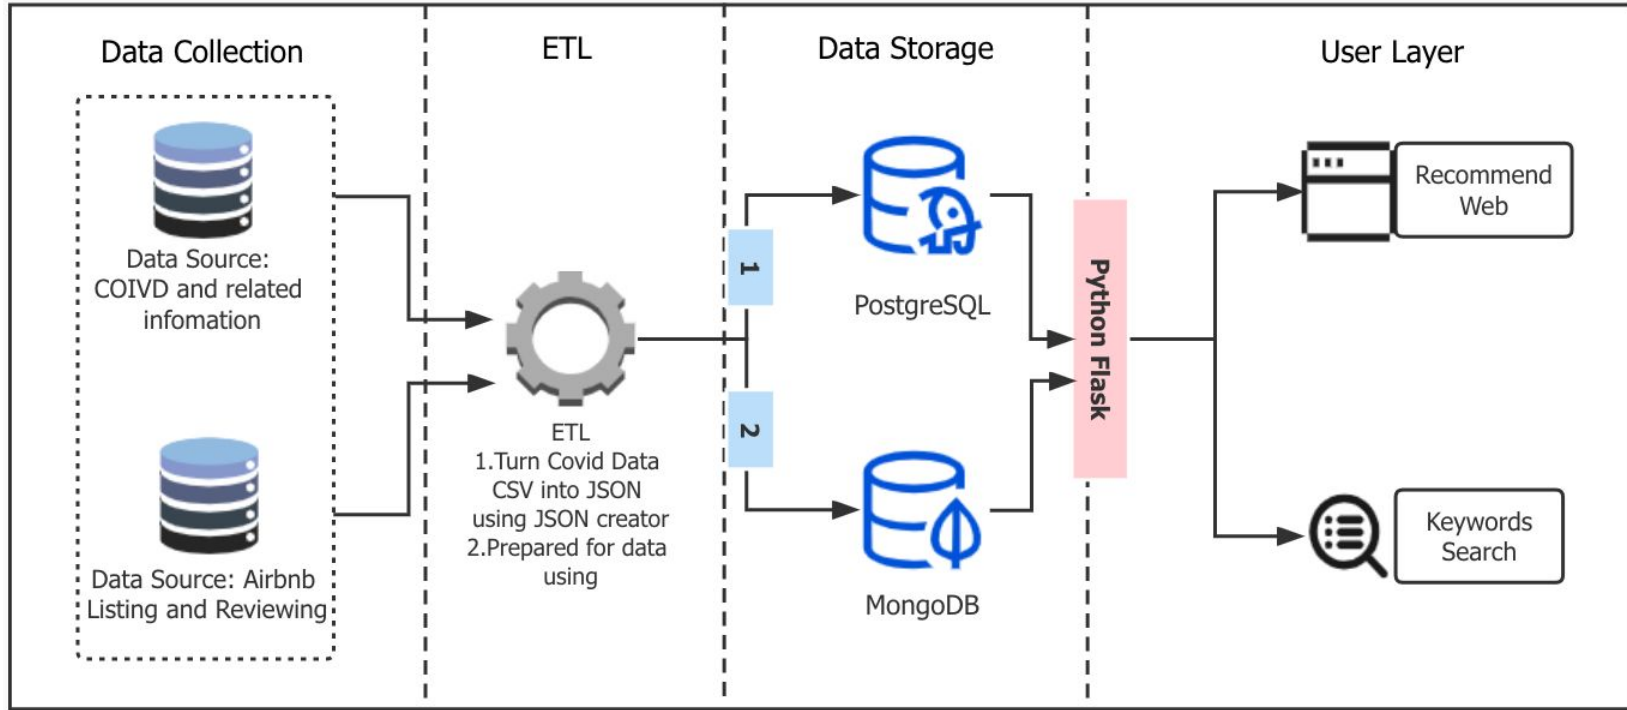 Data Collection
ETL
Data Storage
User Layer
Data Source:
COIVD and related
infomation
Data Source: Airbnb
Listing and Reviewing
ETL
1.Turn Covid Data
CSV into JSON
using JSON creator
2.Prepared for data
using
1
2
PostgreSQL
MongoDB
Python Flask
Recommend
Web
Keywords
Search